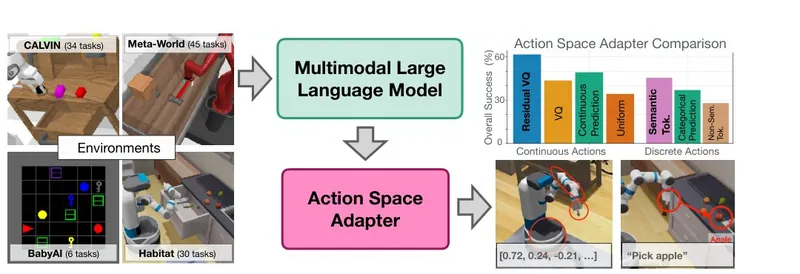 CALVIN (34 tasks)
Meta-World (45 tasks)
Environments
BabyAI (6 tasks)
Habitat (30 tasks)
Multimodal Large
Language Model
Action Space
Adapter
Action Space Adapter Comparison
Overall Success (%)
60
30
0
Residual VQ
VQ
Continuous
Prediction
Uniform
Semantic
Tok.
Categorical
Prediction
Non-Sem.
Tok.
Continuous Actions
Discrete Actions
[0.72, 0.24, -0.21, ...]
Apple
“Pick apple”